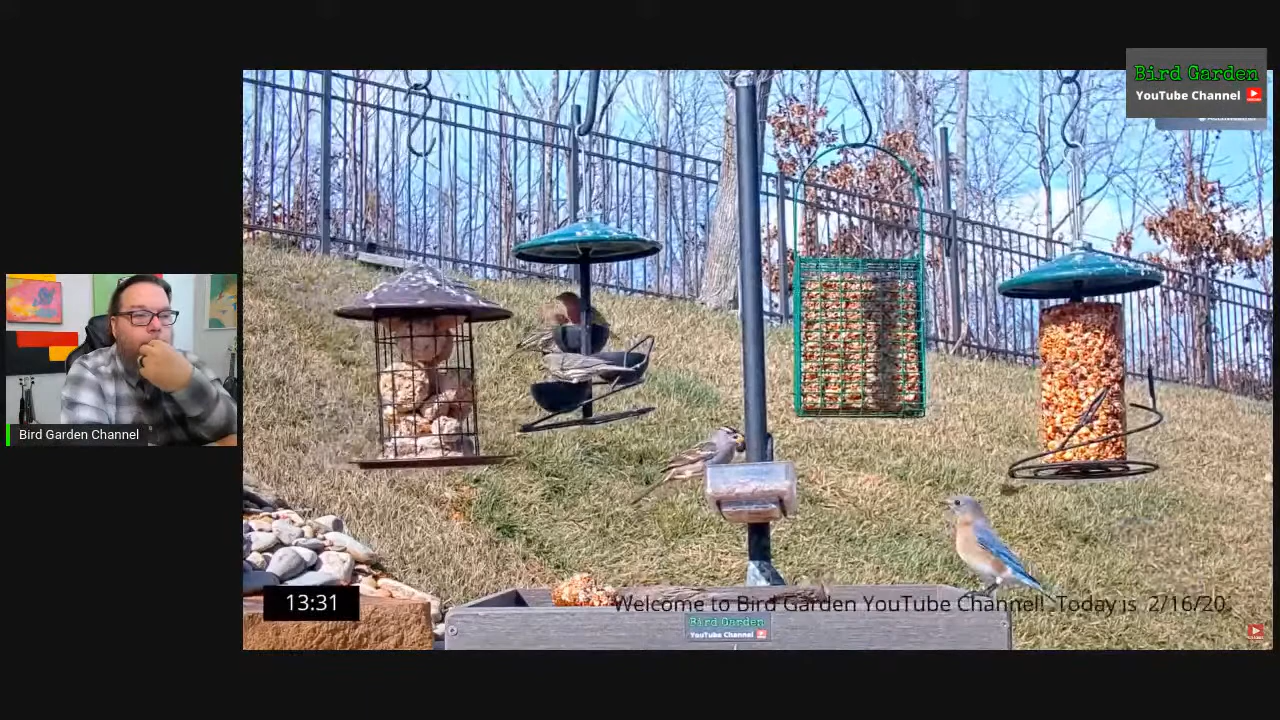 Bird Garden
YouTube Channel
Bird Garden Channel
13:31
Welcome to Bird Garden YouTube Channel! Today is 2/16/20
Bird Garden
YouTube Channel